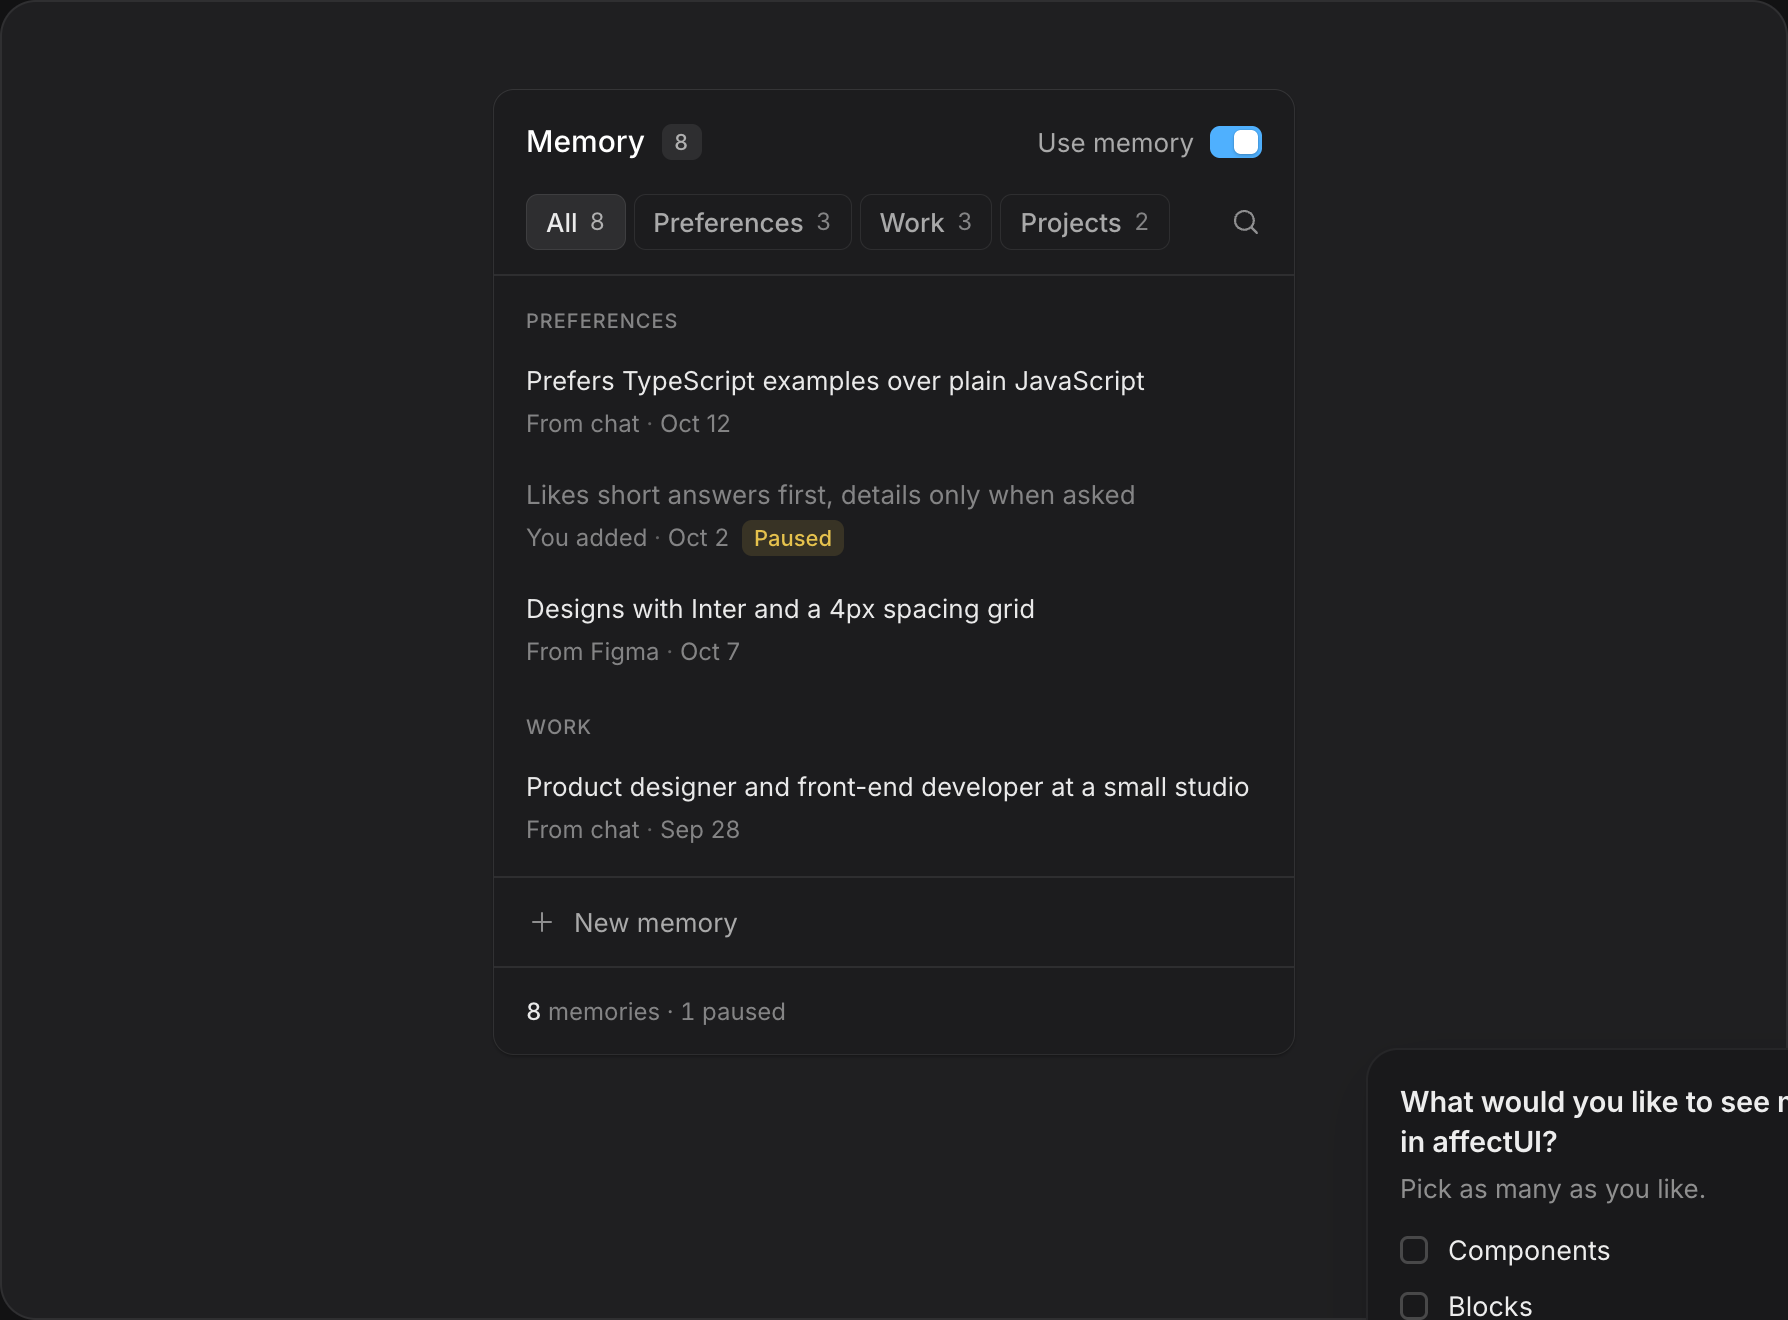 Memory 8
Use memory
All 8 Preferences 3 Work 3 Projects 2
PREFERENCES
Prefers TypeScript examples over plain JavaScript
From chat · Oct 12
Likes short answers first, details only when asked
You added · Oct 2 Paused
Designs with Inter and a 4px spacing grid
From Figma · Oct 7
WORK
Product designer and front-end developer at a small studio
From chat · Sep 28
New memory
8 memories · 1 paused
What would you like to see
in affectUI?
Pick as many as you like.
Components
Blocks